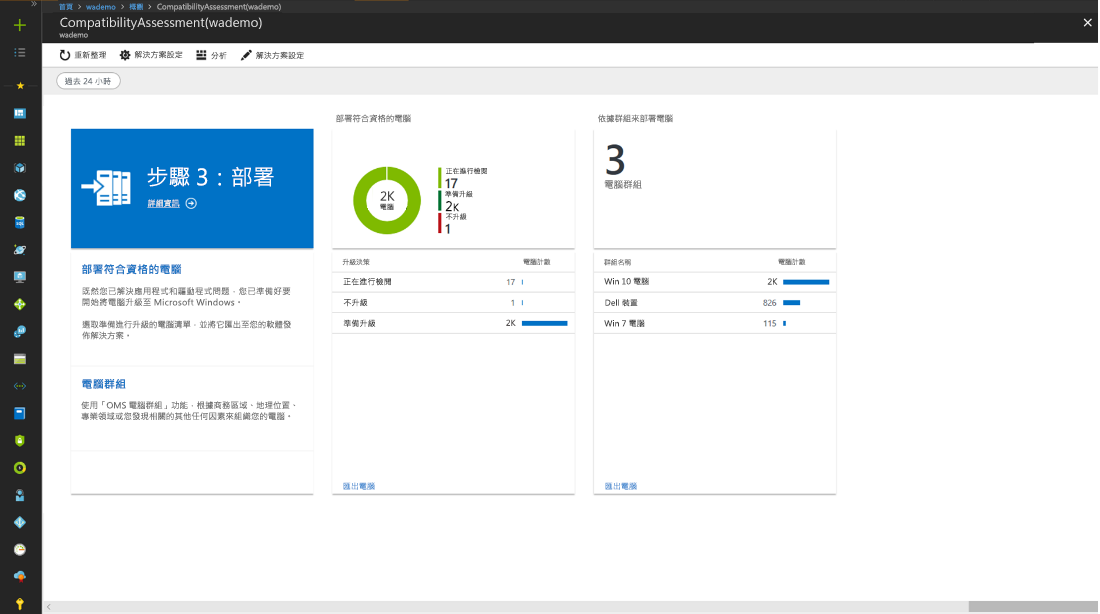 首頁 > wademo > 概觀 > CompatibilityAssessment(wademo)
CompatibilityAssessment(wademo)
wademo
重新整理 解決方案設定 分析 解決方案設定
過去 24 小時
步驟 3：部署
詳細資訊
部署符合資格的電腦
既然您已解決應用程式和驅動程式問題，您已準備好要
開始將電腦升級至 Microsoft Windows。
選取準備進行升級的電腦清單，並將它匯出至您的軟體發
佈解決方案。
電腦群組
使用「OMS 電腦群組」功能，根據商務區域、地理位置、
專業領域或您發現相關的其他任何因素來組織您的電腦。
部署符合資格的電腦
2K
電腦
正在進行檢閱
17
準備升級
2K
不升級
1
升級決策 電腦計數
正在進行檢閱 17
不升級 1
準備升級 2K
匯出電腦
依據群組來部署電腦
3
電腦群組
群組名稱 電腦計數
Win 10 電腦 2K
Dell 裝置 826
Win 7 電腦 115
匯出電腦